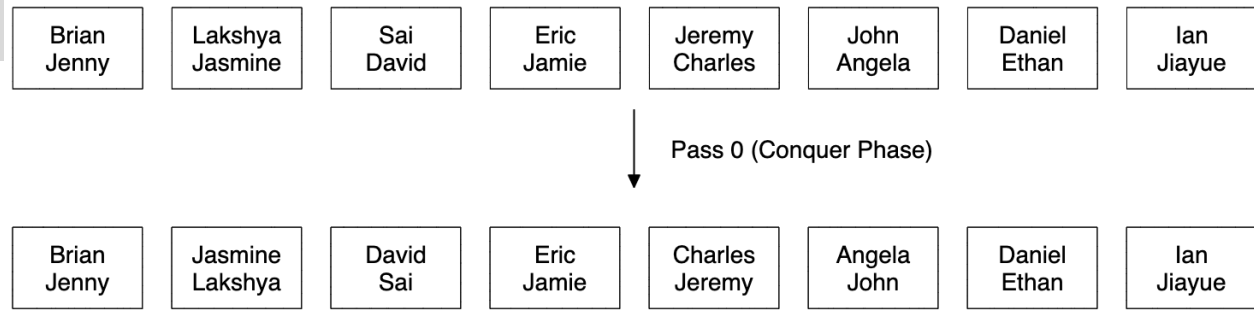 Brian
Jenny
Lakshya
Jasmine
Sai
David
Eric
Jamie
Jeremy
Charles
John
Angela
Daniel
Ethan
Ian
Jiayue
Pass 0 (Conquer Phase)
Brian
Jenny
Jasmine
Lakshya
David
Sai
Eric
Jamie
Charles
Jeremy
Angela
John
Daniel
Ethan
Ian
Jiayue